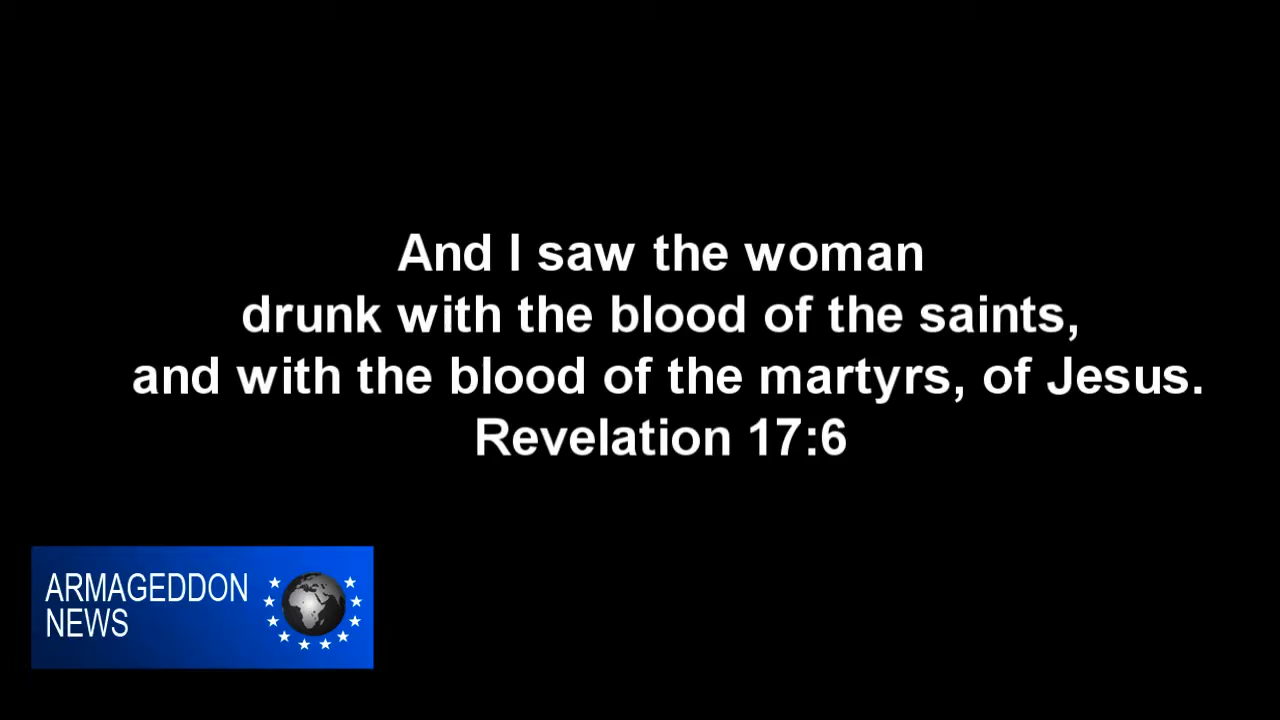 And I saw the woman
drunk with the blood of the saints,
and with the blood of the martyrs, of Jesus.
Revelation 17:6
ARMAGEDDON
NEWS